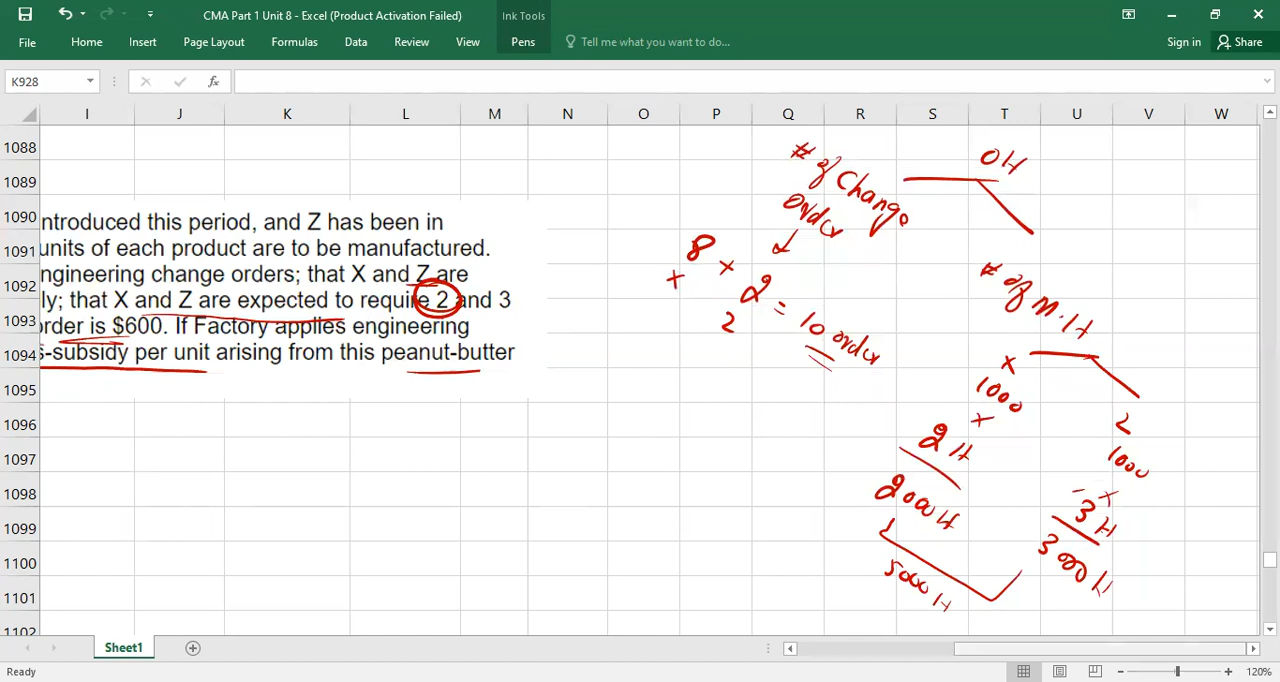 CMA Part 1 Unit 8 - Excel (Product Activation Failed)
Ink Tools
File
Home
Insert
Page Layout
Formulas
Data
Review
View
Pens
Tell me what you want to do...
Sign in
Share
K928
fx
I J K L M N O P Q R S T U V W
1088
1089
1090
1091
1092
1093
1094
1095
1096
1097
1098
1099
1100
1101
1102
ntroduced this period, and Z has been in
units of each product are to be manufactured.
ngineering change orders; that X and Z are
ly; that X and Z are expected to require 2 and 3
order is $600. If Factory applies engineering
s-subsidy per unit arising from this peanut-butter
OH
# of Change
Order
8 × 2
+ 2
= 10 order
# of M.H
X
1000
×
2 H
2000 H
Z
1000
×
3 H
3000 H
5000 H
Sheet1
Ready
120%